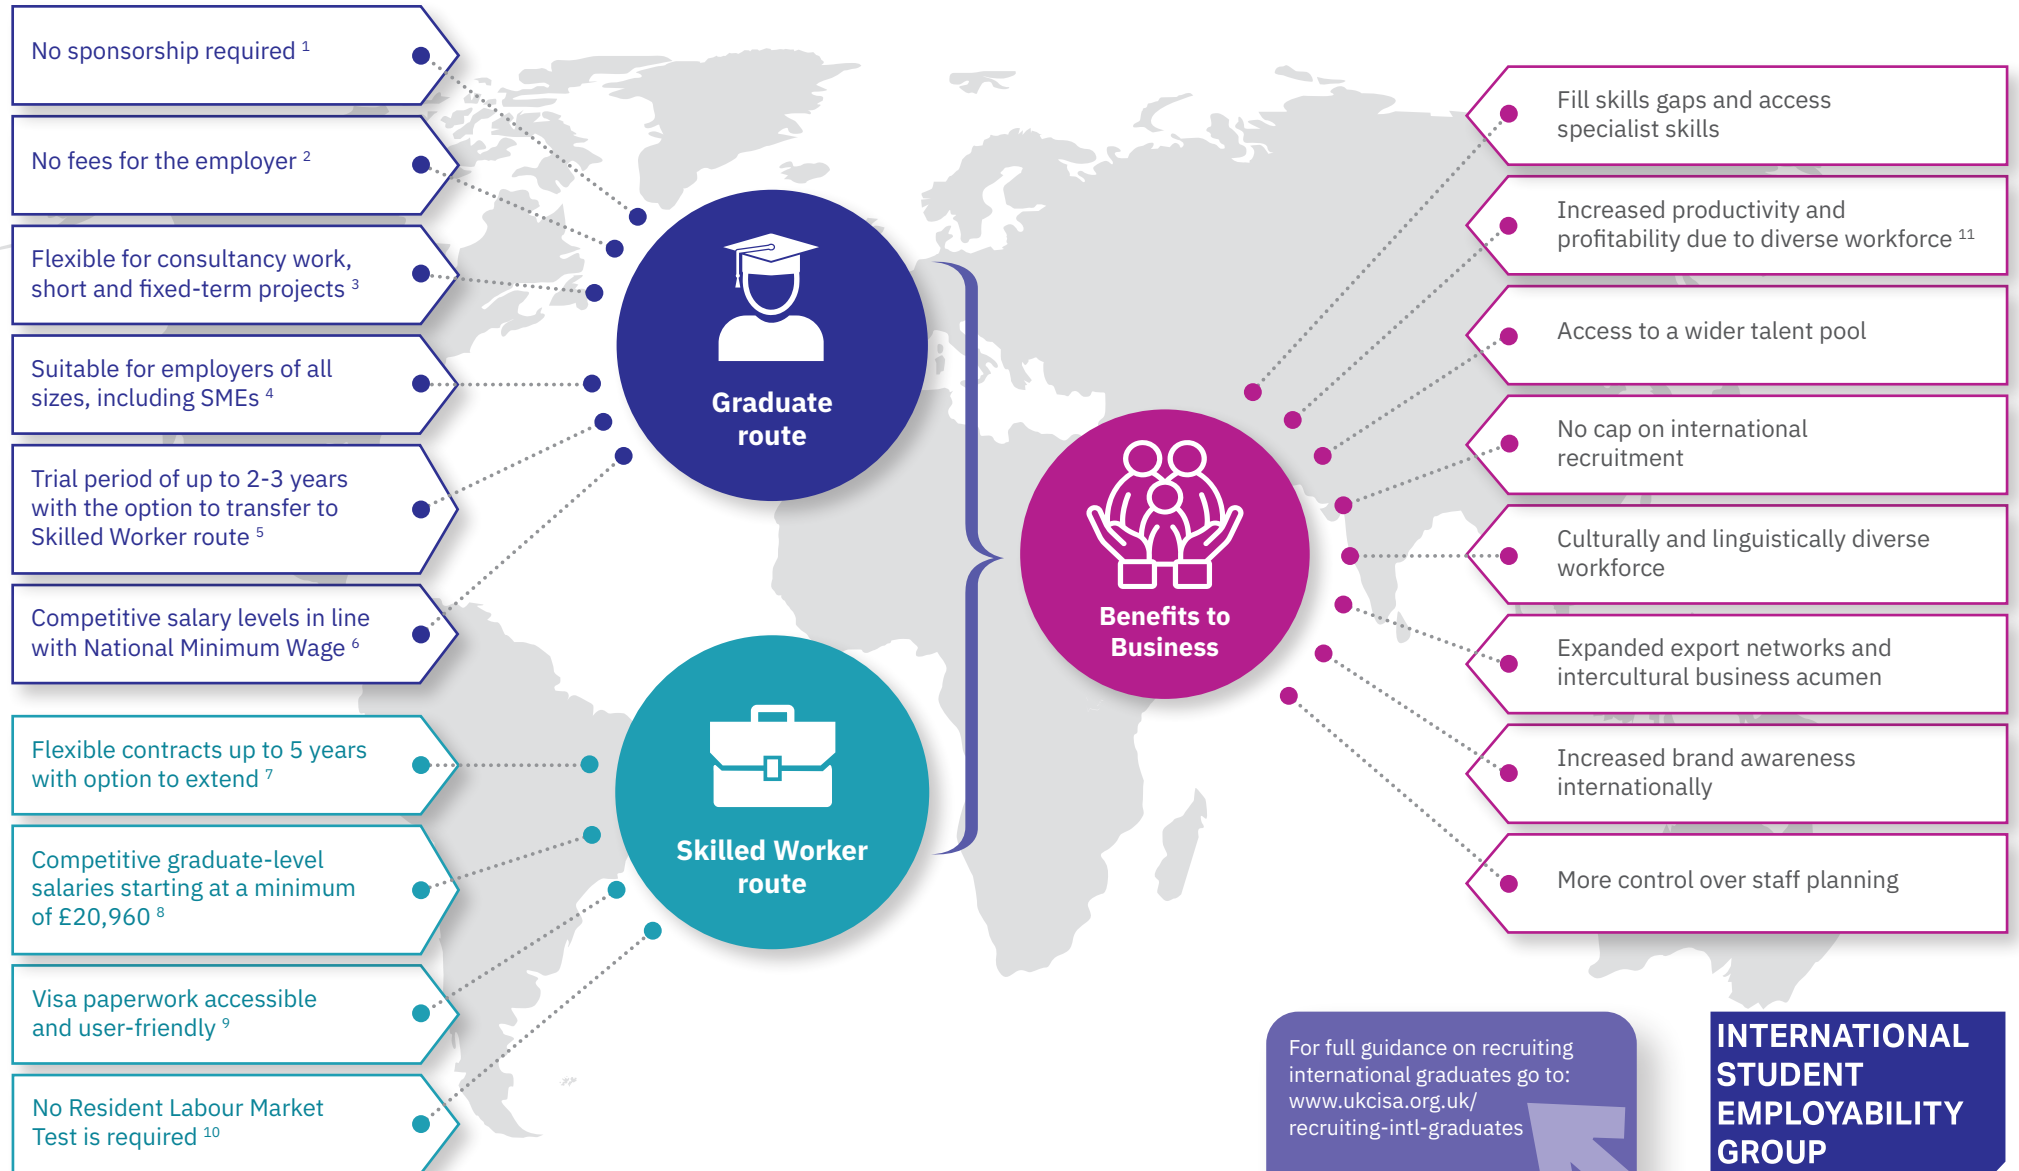 No sponsorship required 1
No fees for the employer 2
Flexible for consultancy work,
short and fixed-term projects 3
Suitable for employers of all
sizes, including SMEs 4
Trial period of up to 2-3 years
with the option to transfer to
Skilled Worker route 5
Competitive salary levels in line
with National Minimum Wage 6
Flexible contracts up to 5 years
with option to extend 7
Competitive graduate-level
salaries starting at a minimum
of £20,960 8
Visa paperwork accessible
and user-friendly 9
No Resident Labour Market
Test is required 10
Graduate
route
Skilled Worker
route
Benefits to
Business
Fill skills gaps and access
specialist skills
Increased productivity and
profitability due to diverse workforce 11
Access to a wider talent pool
No cap on international
recruitment
Culturally and linguistically diverse
workforce
Expanded export networks and
intercultural business acumen
Increased brand awareness
internationally
More control over staff planning
For full guidance on recruiting
international graduates go to:
www.ukcisa.org.uk/
recruiting-intl-graduates
INTERNATIONAL
STUDENT
EMPLOYABILITY
GROUP